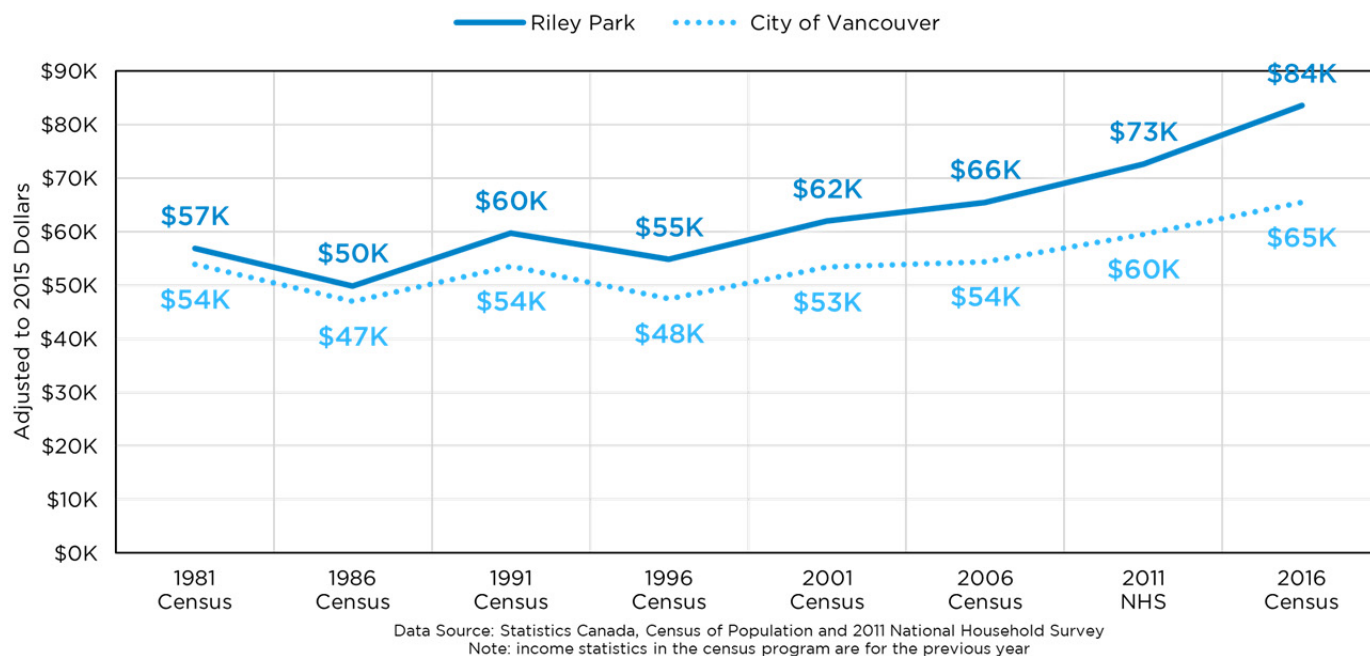 Riley Park City of Vancouver
Adjusted to 2015 Dollars
$90K
$80K
$70K
$60K
$50K
$40K
$30K
$20K
$10K
$0K
$57K
$50K
$60K
$55K
$62K
$66K
$73K
$84K
$54K
$47K
$54K
$48K
$53K
$54K
$60K
$65K
1981 1986 1991 1996 2001 2006 2011 2016
Census Census Census Census Census Census NHS Census
Data Source: Statistics Canada, Census of Population and 2011 National Household Survey
Note: income statistics in the census program are for the previous year